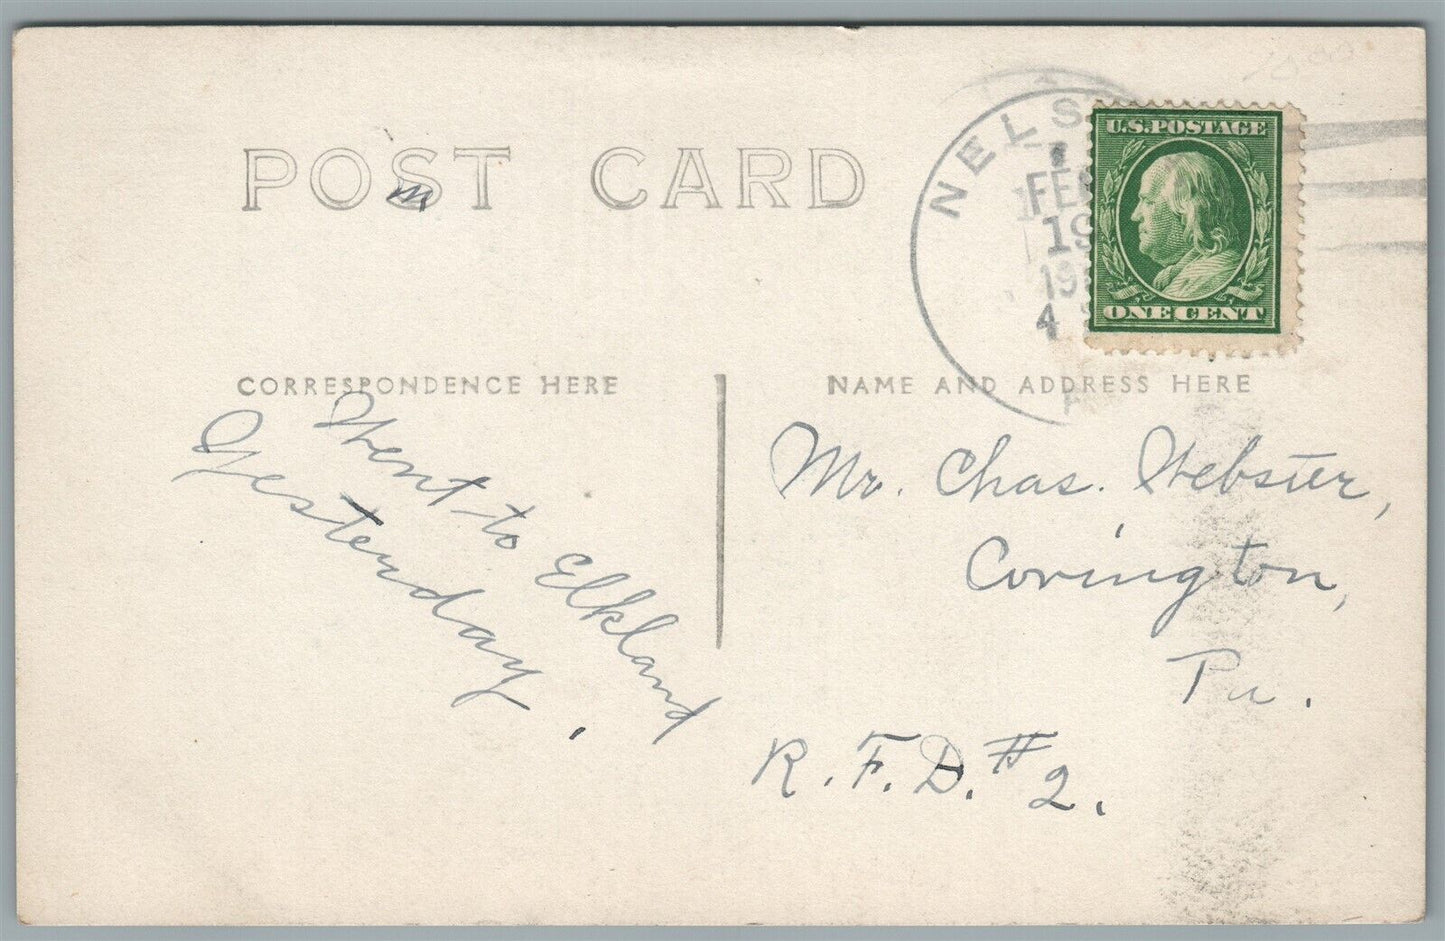 POST CARD
m
NELS
FEB
19
19
4
U.S. POSTAGE
ONE CENT
CORRESPONDENCE HERE
NAME AND ADDRESS HERE
Went to Elkland
Yesterday.
Mr. Chas. Webster,
Covington,
Pa.
R.F.D. #2.